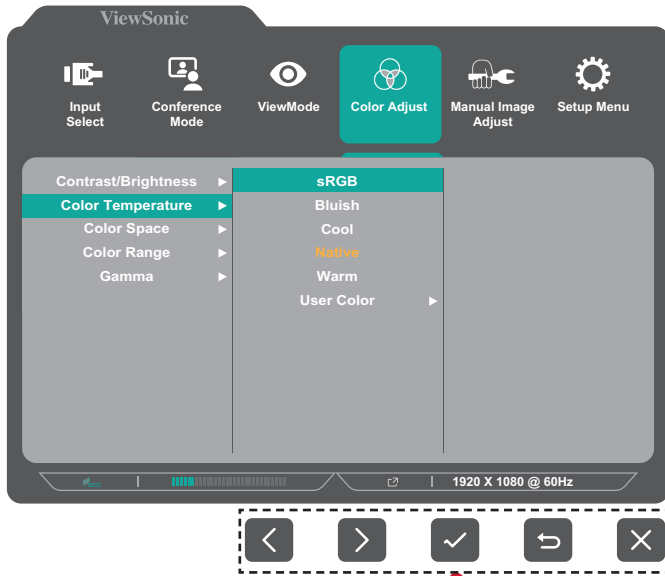 ViewSonic
Input
Select
Conference
Mode
ViewMode
Color Adjust
Manual Image
Adjust
Setup Menu
Contrast/Brightness
Color Temperature
Color Space
Color Range
Gamma
sRGB
Bluish
Cool
Native
Warm
User Color
1920 X 1080 @ 60Hz